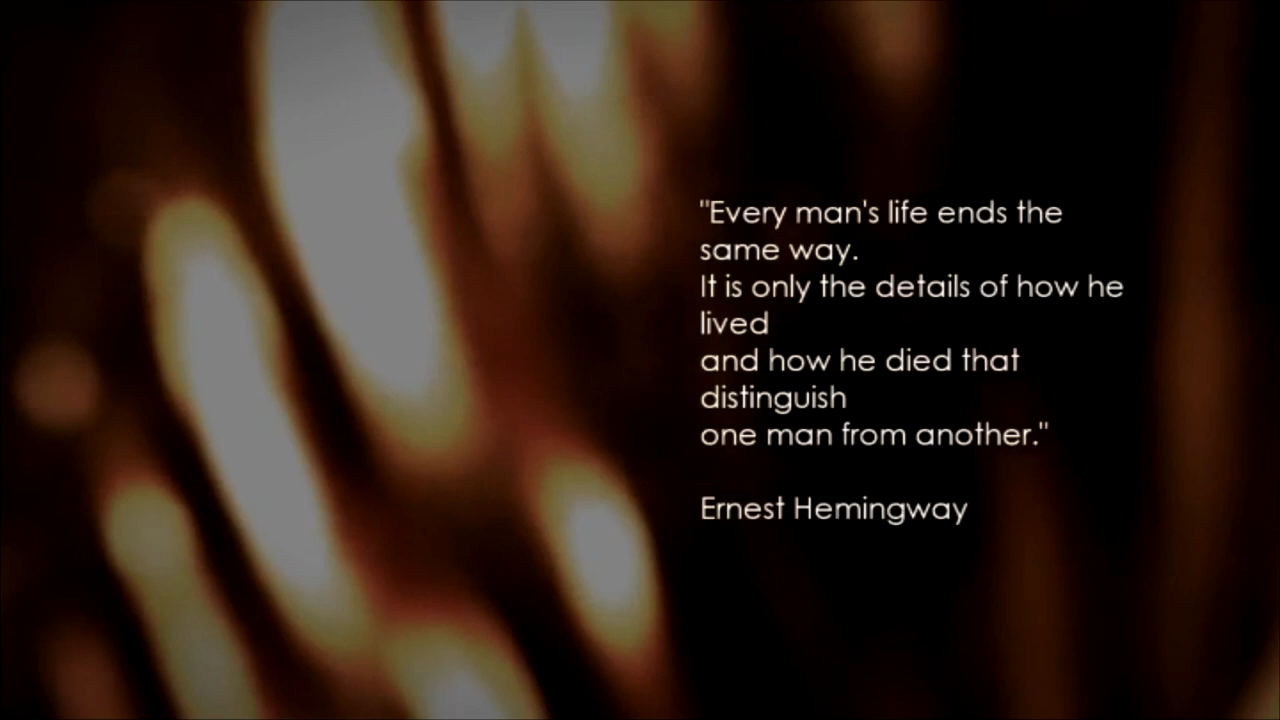 "Every man's life ends the
same way.
It is only the details of how he
lived
and how he died that
distinguish
one man from another."
Ernest Hemingway